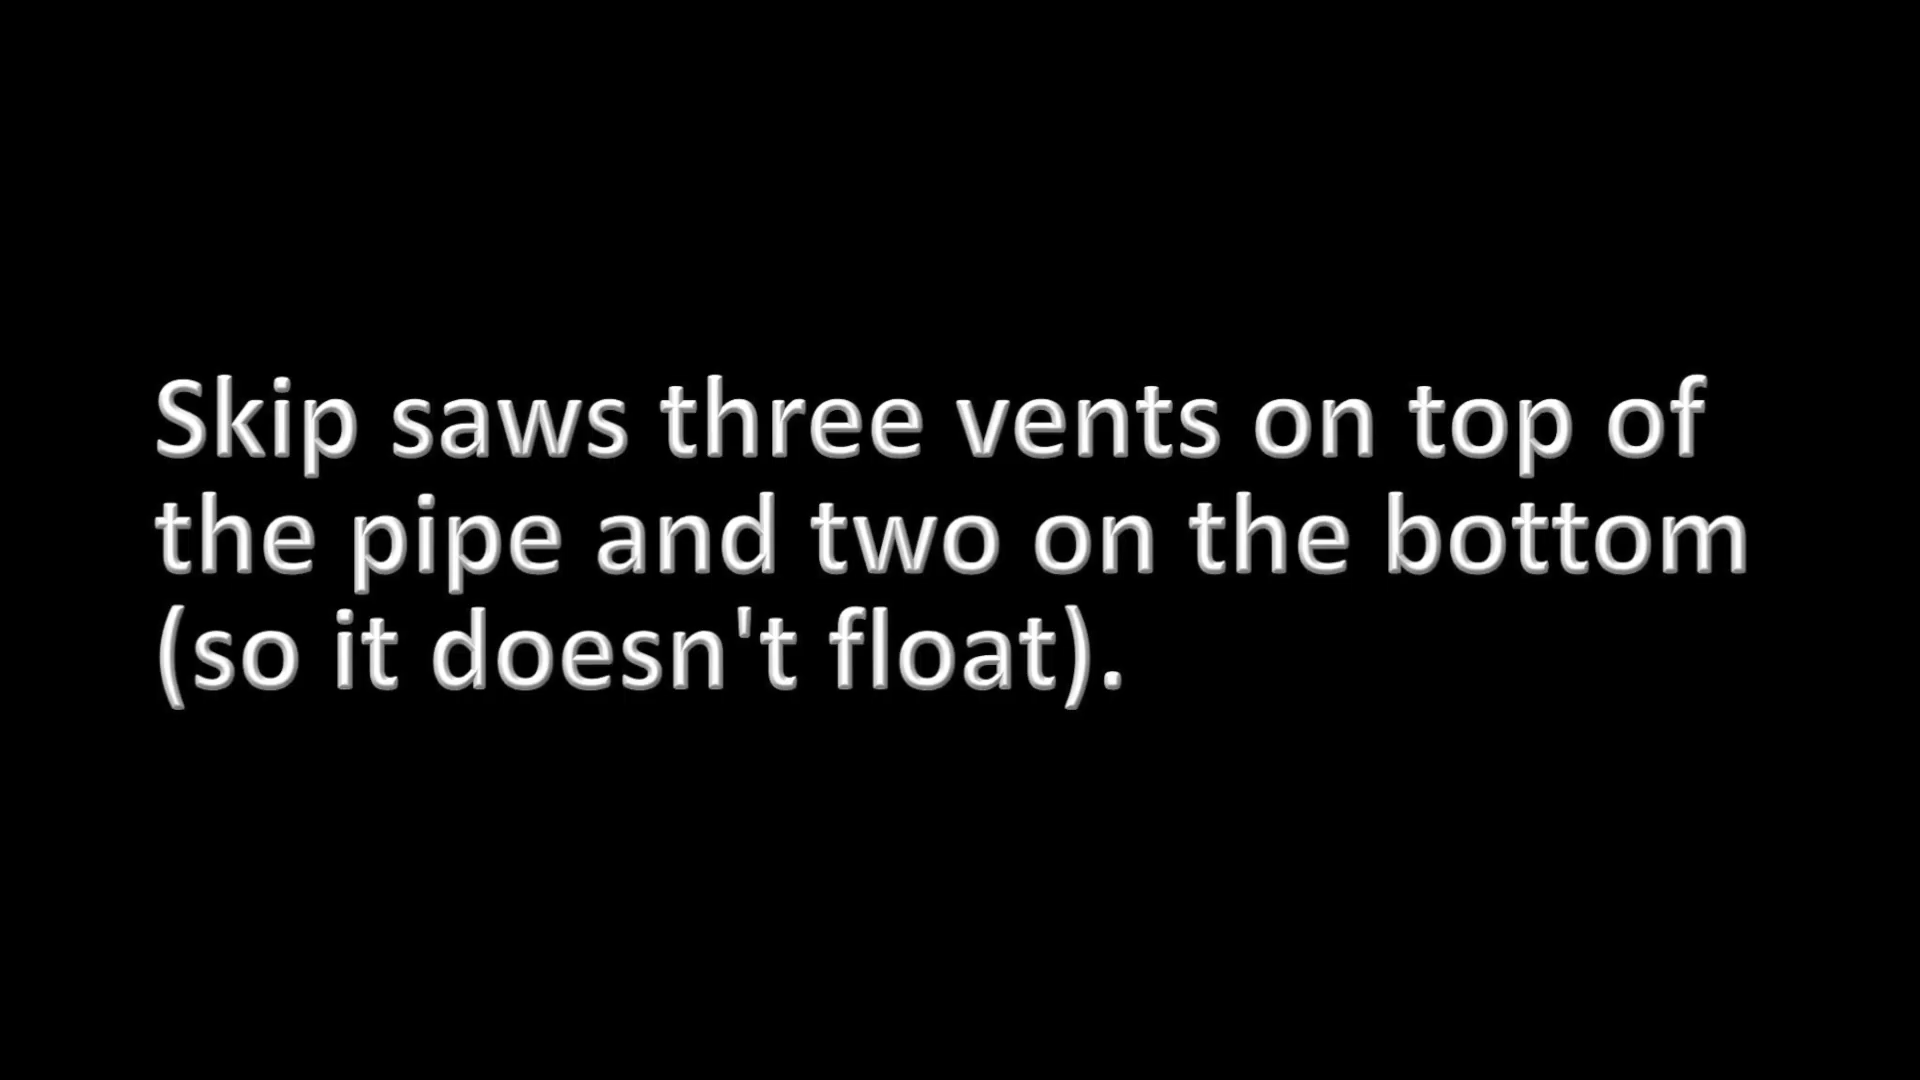 Skip saws three vents on top of
the pipe and two on the bottom
(so it doesn't float).